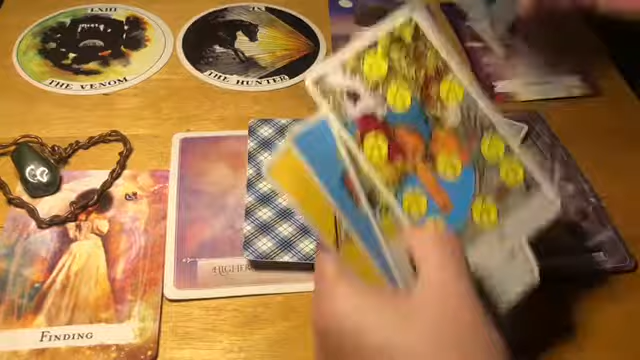 LXIII
THE VENOM
THE HUNTER
HIGHER
FINDING